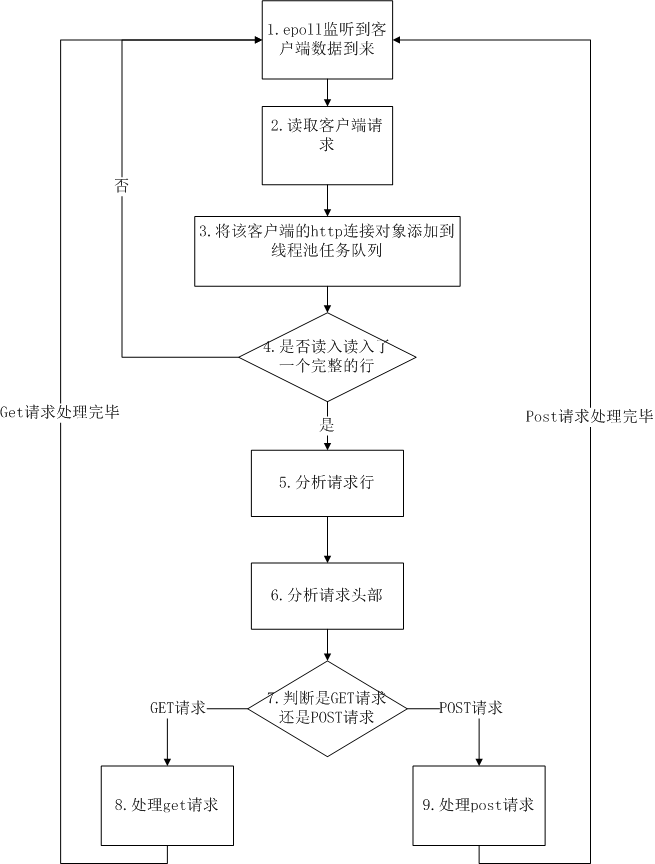 1.epoll监听到客
户端数据到来
2.读取客户端请
求
否
3.将该客户端的http连接对象添加到
线程池任务队列
4.是否读入读入了
一个完整的行
Get请求处理完毕
Post请求处理完毕
是
5.分析请求行
6.分析请求头部
7.判断是GET请求
还是POST请求
GET请求
POST请求
8.处理get请求
9.处理post请求